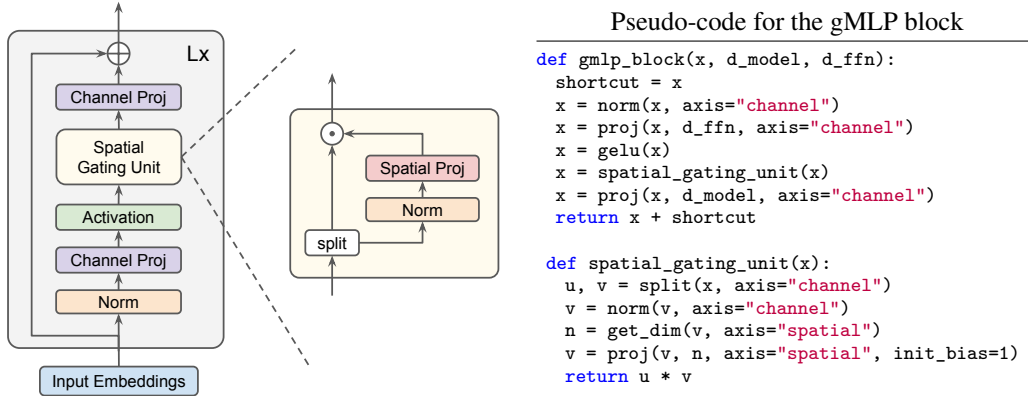 Lx
Channel Proj
Spatial
Gating Unit
Activation
Channel Proj
Norm
Input Embeddings
Spatial Proj
Norm
split
Pseudo-code for the gMLP block
def gmlp_block(x, d_model, d_ffn):
  shortcut = x
  x = norm(x, axis="channel")
  x = proj(x, d_ffn, axis="channel")
  x = gelu(x)
  x = spatial_gating_unit(x)
  x = proj(x, d_model, axis="channel")
  return x + shortcut
def spatial_gating_unit(x):
  u, v = split(x, axis="channel")
  v = norm(v, axis="channel")
  n = get_dim(v, axis="spatial")
  v = proj(v, n, axis="spatial", init_bias=1)
  return u * v